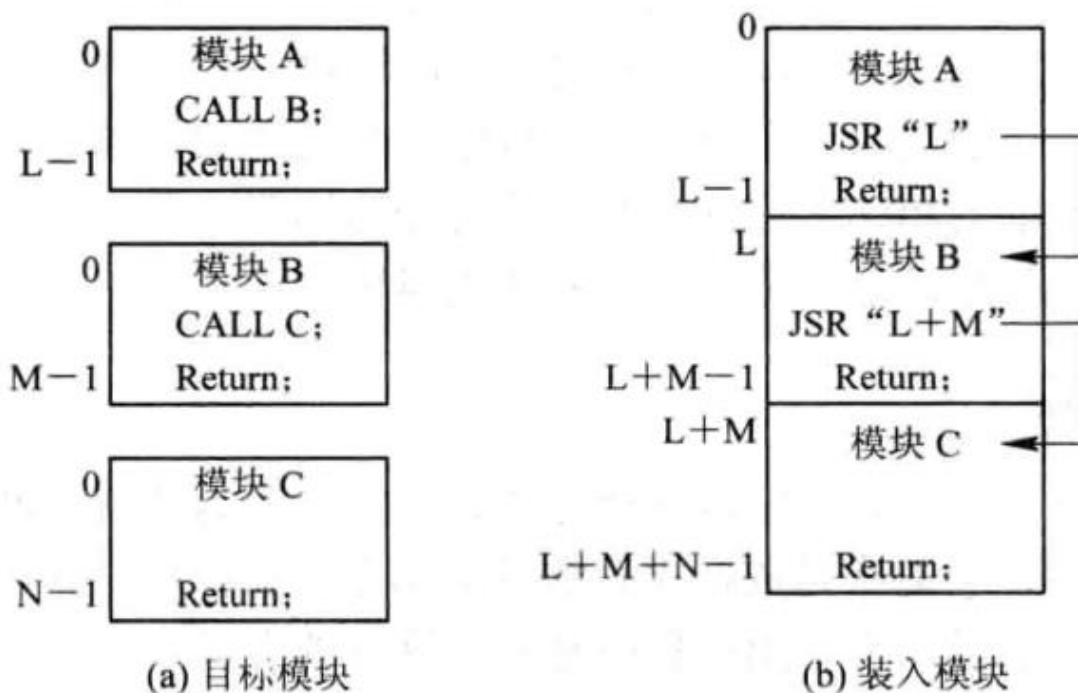 0
模块 A
CALL B;
L－1
Return;
0
模块 B
CALL C;
M－1
Return;
0
模块 C
N－1
Return;
(a) 目标模块
0
模块 A
JSR “L”
L－1
Return;
L
模块 B
JSR “L＋M”
L＋M－1
Return;
L＋M
模块 C
L＋M＋N－1
Return;
(b) 装入模块